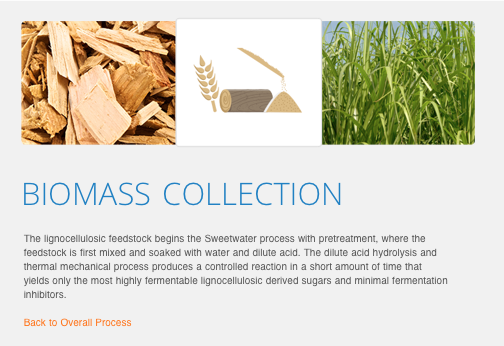 BIOMASS COLLECTION
The lignocellulosic feedstock begins the Sweetwater process with pretreatment, where the
feedstock is first mixed and soaked with water and dilute acid. The dilute acid hydrolysis and
thermal mechanical process produces a controlled reaction in a short amount of time that
yields only the most highly fermentable lignocellulosic derived sugars and minimal fermentation
inhibitors.
Back to Overall Process